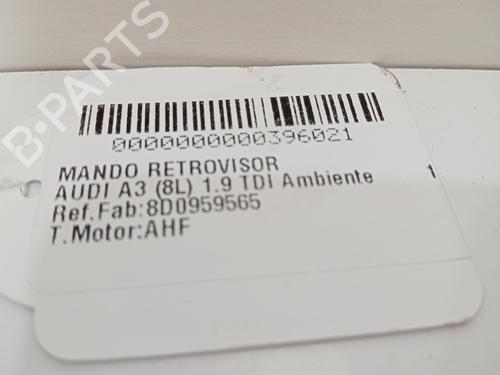 B-PARTS
0000000000396021
MANDO RETROVISOR
AUDI A3 (8L) 1.9 TDI Ambiente 1
Ref.Fab:8D0959565
T.Motor:AHF